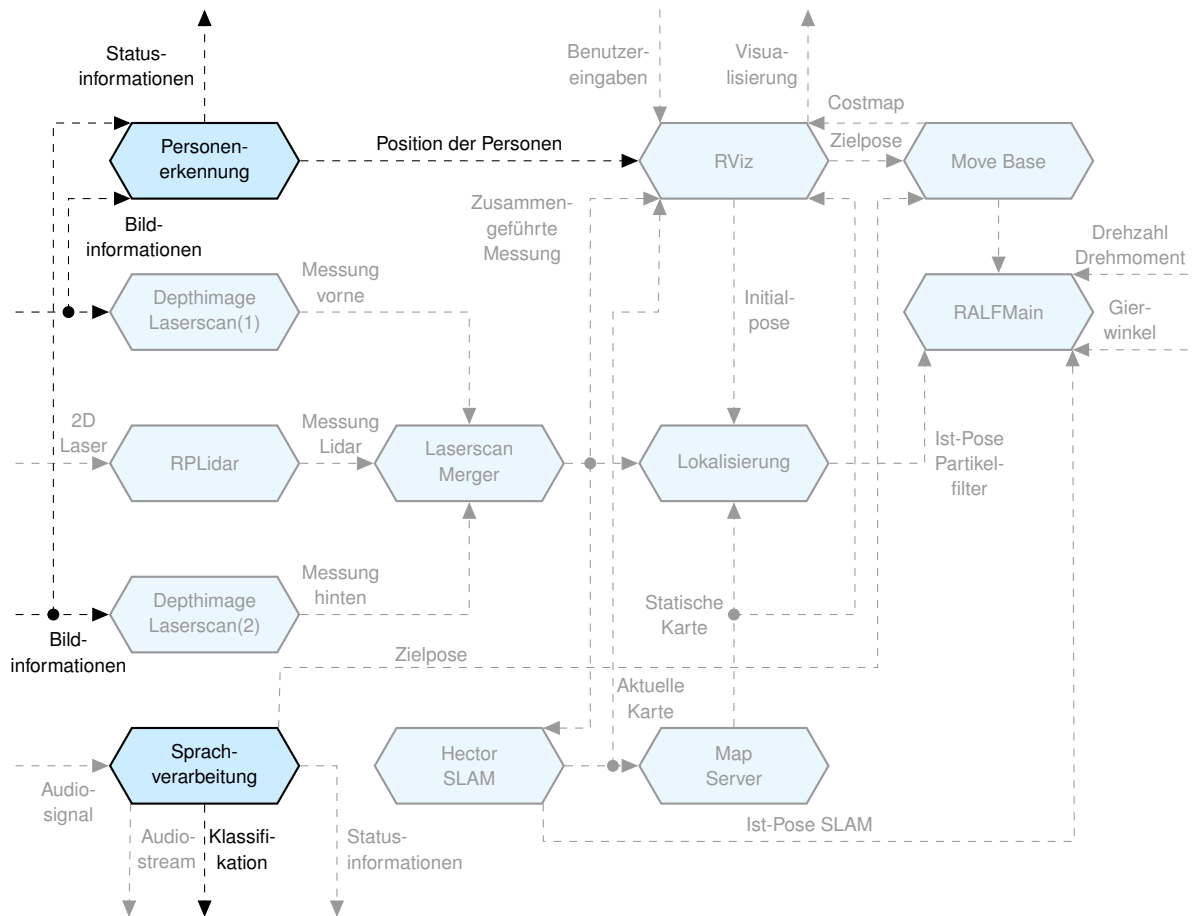 Status-
informationen
Benutzer-
eingaben
Visua-
lisierung
Costmap
Zielpose
Personen-
erkennung
Position der Personen
RViz
Move Base
Bild-
informationen
Zusammen-
geführte
Messung
Drehzahl
Drehmoment
Messung
vorne
Depthimage
Laserscan(1)
Initial-
pose
RALFMain
Gier-
winkel
2D
Laser
RPLidar
Messung
Lidar
Laserscan
Merger
Lokalisierung
Ist-Pose
Partikel-
filter
Depthimage
Laserscan(2)
Messung
hinten
Statische
Karte
Bild-
informationen
Zielpose
Aktuelle
Karte
Sprach-
verarbeitung
Hector
SLAM
Map
Server
Audio-
signal
Audio-
stream
Klassifi-
kation
Status-
informationen
Ist-Pose SLAM